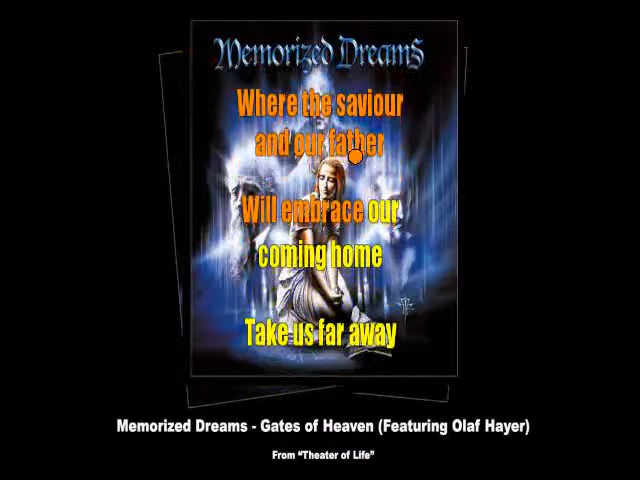 Memorized Dreams
Where the saviour
and our father
Will embrace our
coming home
Take us far away
Memorized Dreams - Gates of Heaven (Featuring Olaf Hayer)
From “Theater of Life”